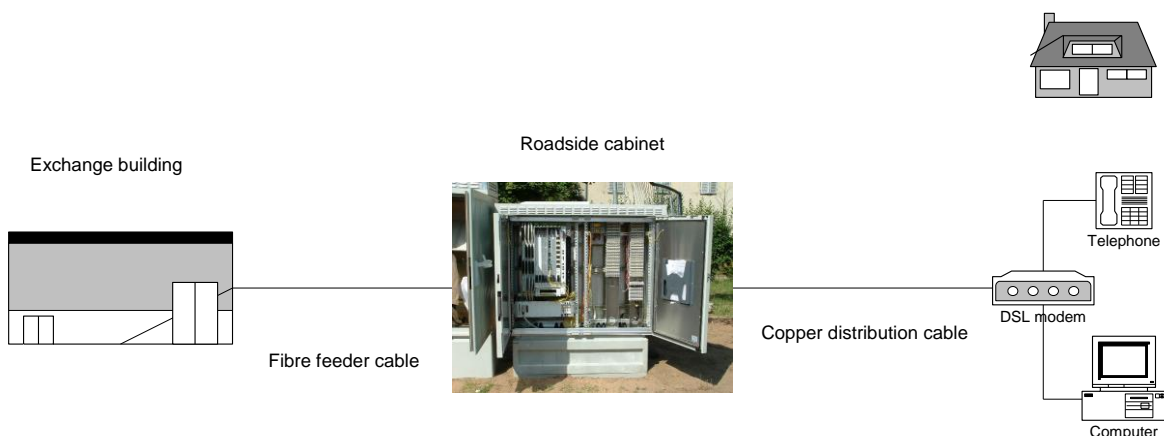 Roadside cabinet
Exchange building
Telephone
DSL modem
Copper distribution cable
Fibre feeder cable
Computer